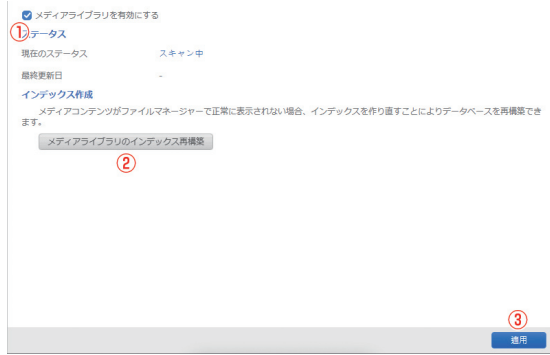 メディアライブラリを有効にする
①
ステータス
現在のステータス スキャン中
最終更新日 -
インデックス作成
メディアコンテンツがファイルマネージャーで正常に表示されない場合、インデックスを作り直すことによりデータベースを再構築でき
ます。
メディアライブラリのインデックス再構築
②
③
適用